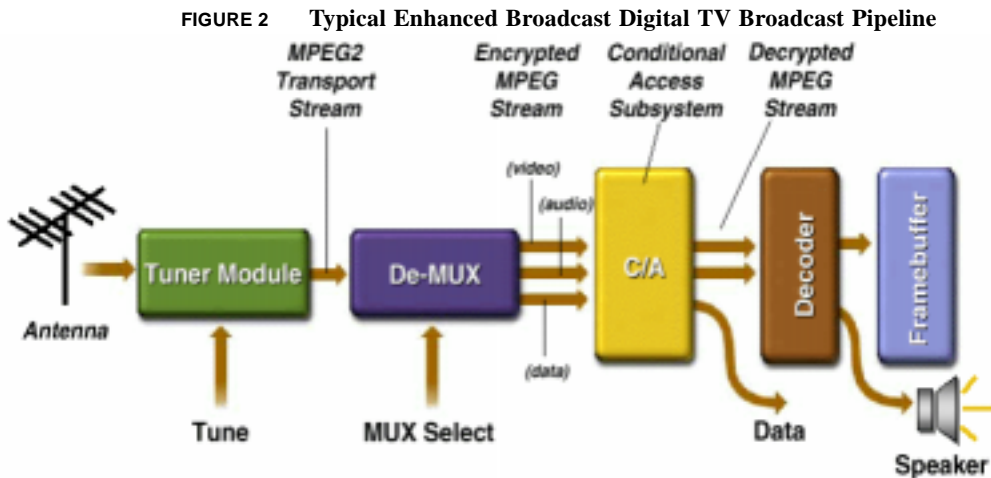 FIGURE 2 Typical Enhanced Broadcast Digital TV Broadcast Pipeline
MPEG2
Transport
Stream
Encrypted
MPEG
Stream
Conditional
Access
Subsystem
Decrypted
MPEG
Stream
(video)
(audio)
(data)
Antenna
Tuner Module
De-MUX
C/A
Decoder
Framebuffer
Tune
MUX Select
Data
Speaker